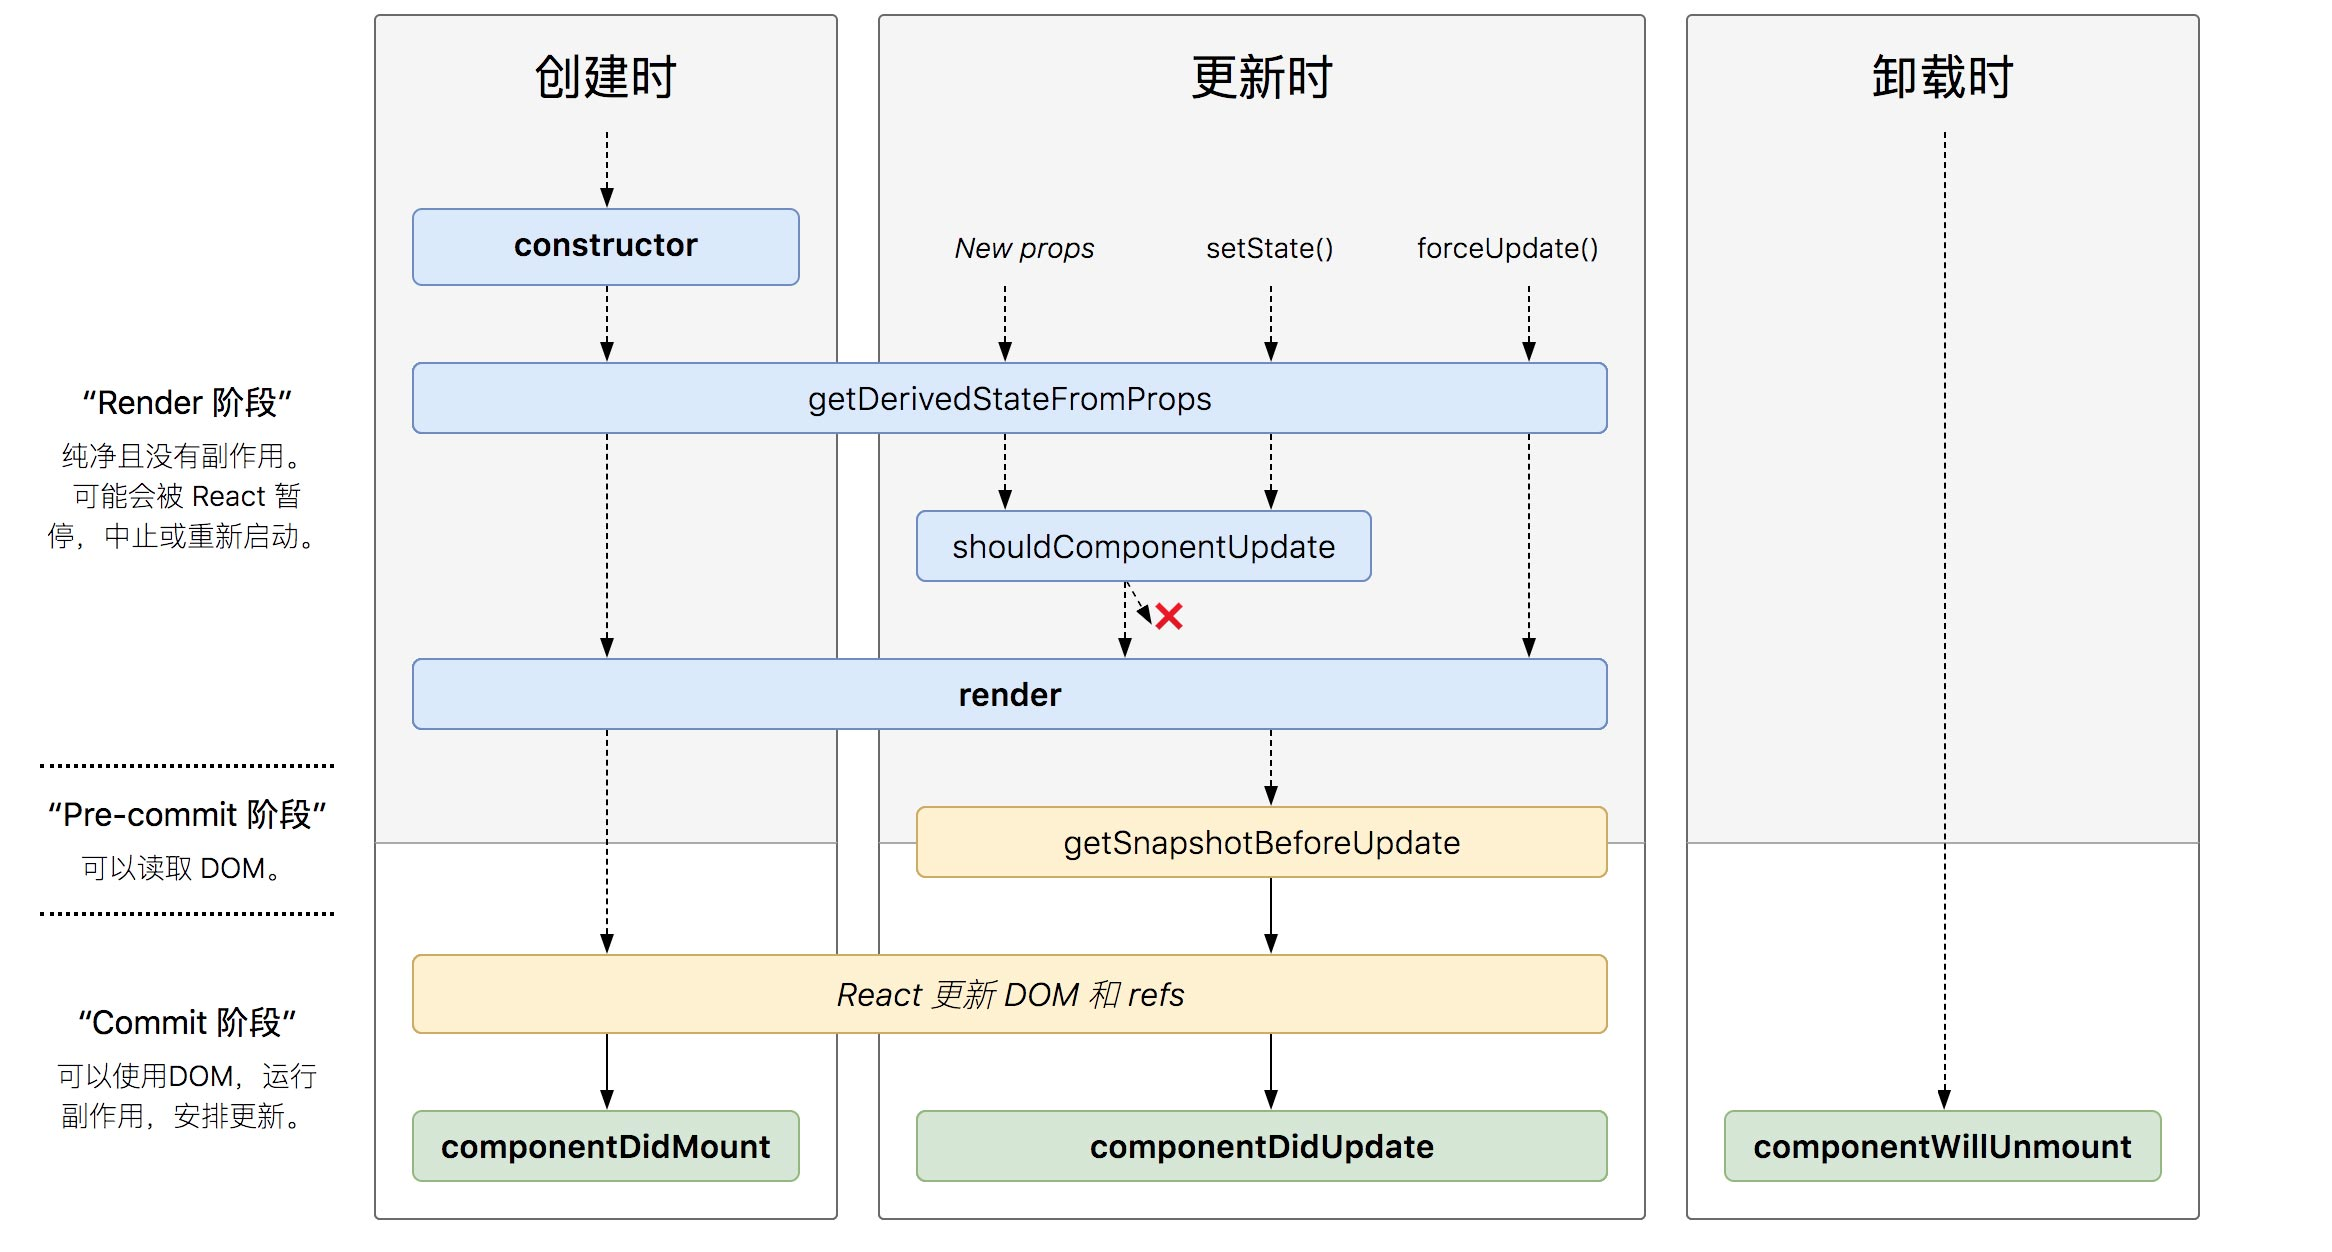 创建时
更新时
卸载时
constructor
New props
setState()
forceUpdate()
getDerivedStateFromProps
“Render 阶段”
纯净且没有副作用。
可能会被 React 暂
停，中止或重新启动。
shouldComponentUpdate
render
“Pre-commit 阶段”
可以读取 DOM。
getSnapshotBeforeUpdate
React 更新 DOM 和 refs
“Commit 阶段”
可以使用DOM，运行
副作用，安排更新。
componentDidMount
componentDidUpdate
componentWillUnmount